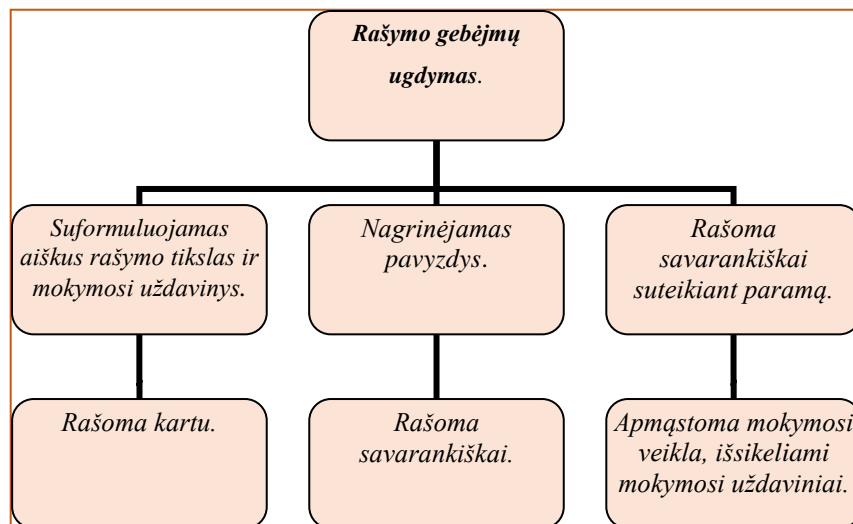 Rašymo gebėjmų
ugdymas.
Suformuluojamas
aiškus rašymo tikslas ir
mokymosi uždavinys.
Nagrinėjamas
pavyzdys.
Rašoma
savarankiškai
suteikiant paramą.
Rašoma kartu.
Rašoma
savarankiškai.
Apmąstoma mokymosi
veikla, išsikeliami
mokymosi uždaviniai.